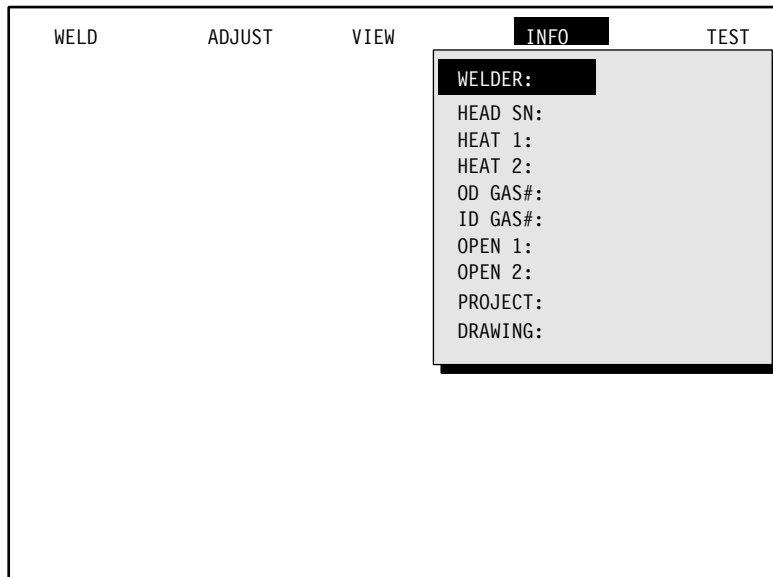 WELD ADJUST VIEW INFO TEST
WELDER:
HEAD SN:
HEAT 1:
HEAT 2:
OD GAS#:
ID GAS#:
OPEN 1:
OPEN 2:
PROJECT:
DRAWING: